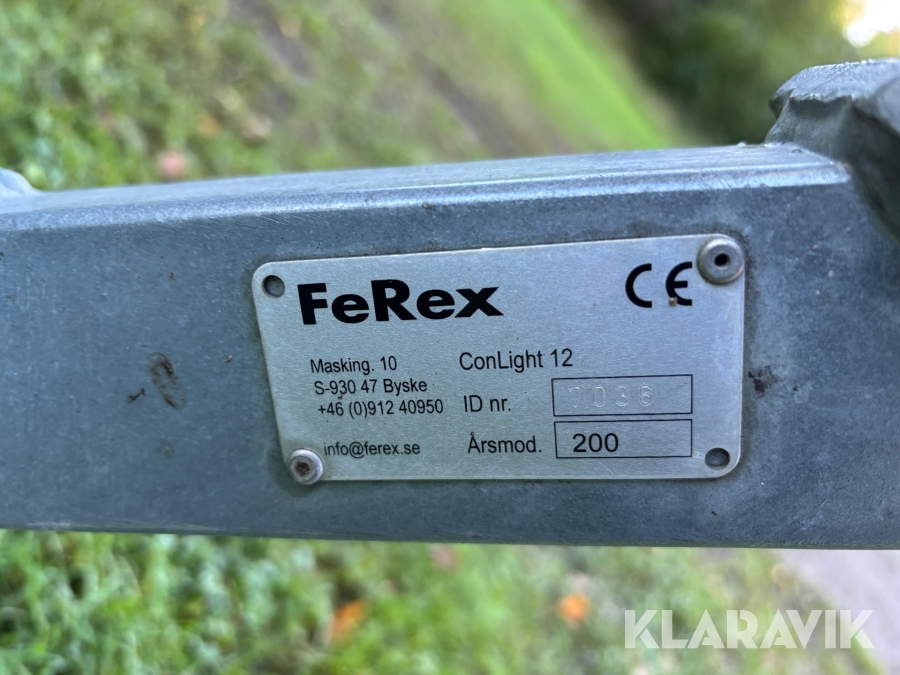 FeRex CE
Masking. 10 ConLight 12
S-930 47 Byske
+46 (0)912 40950 ID nr. 7036
info@ferex.se Årsmod. 200
KLARAVIK